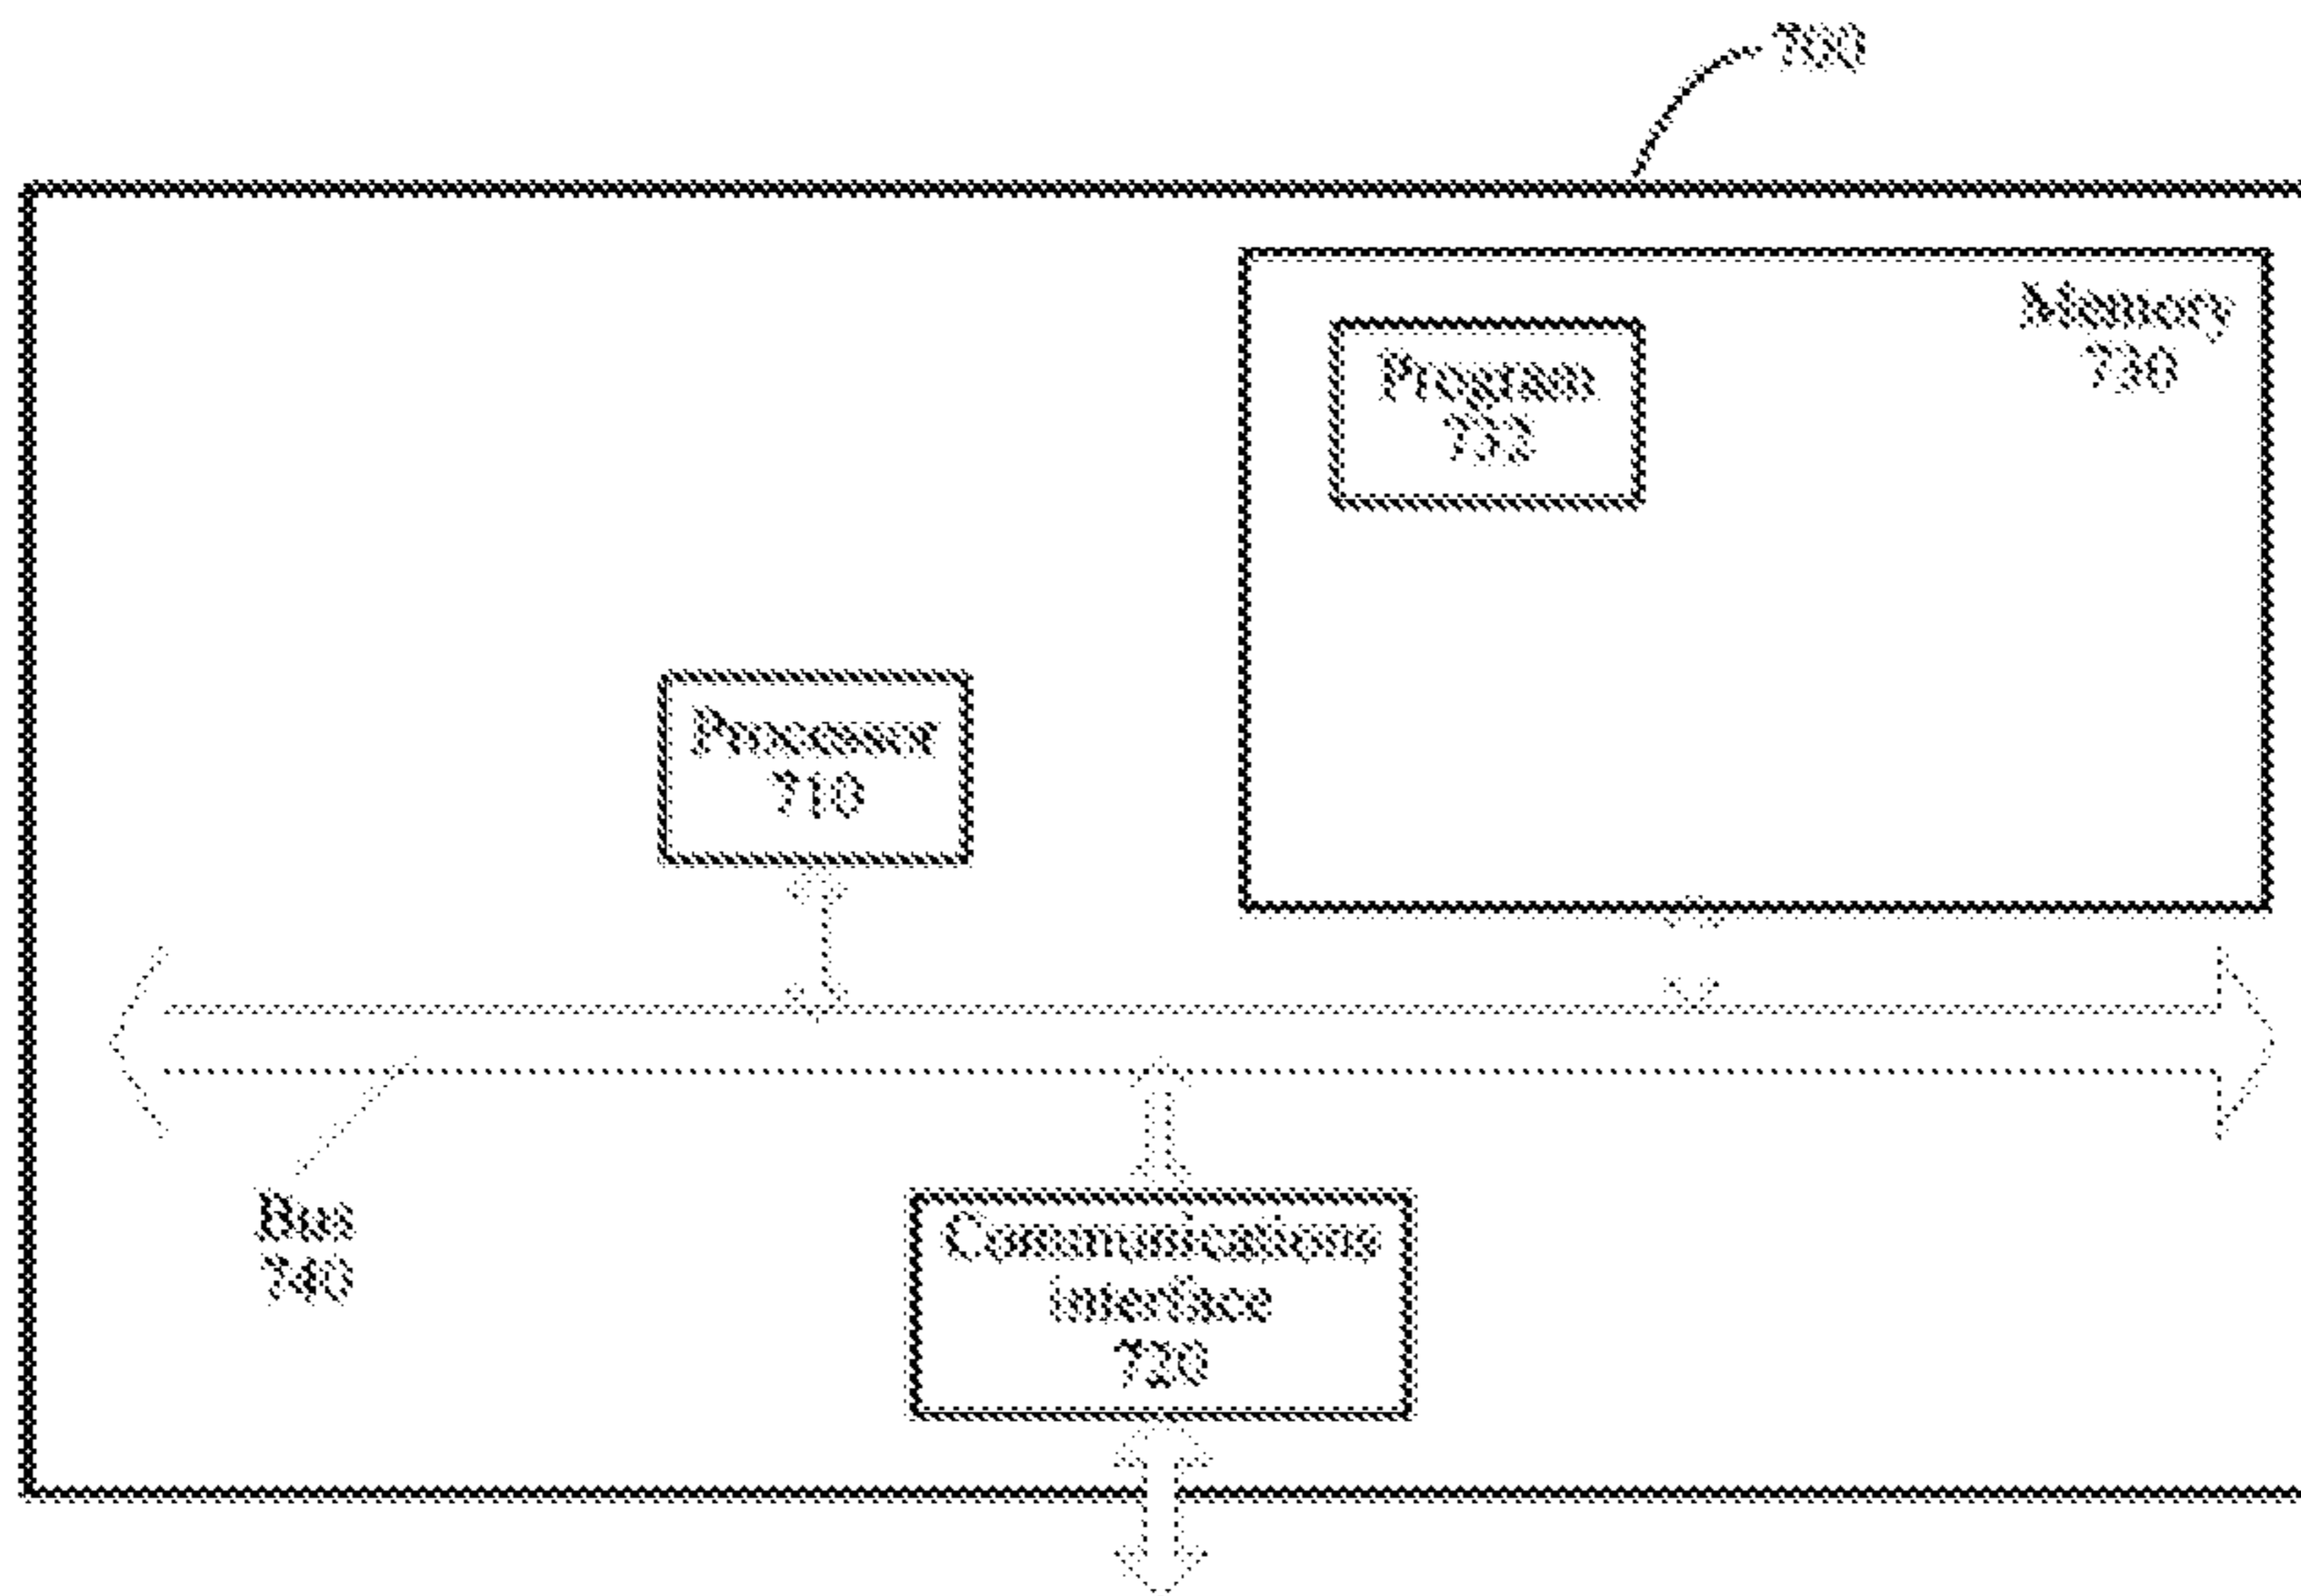 700
Memory
730
Program
732
Processor
710
Bus
740
Communications
Interface
720